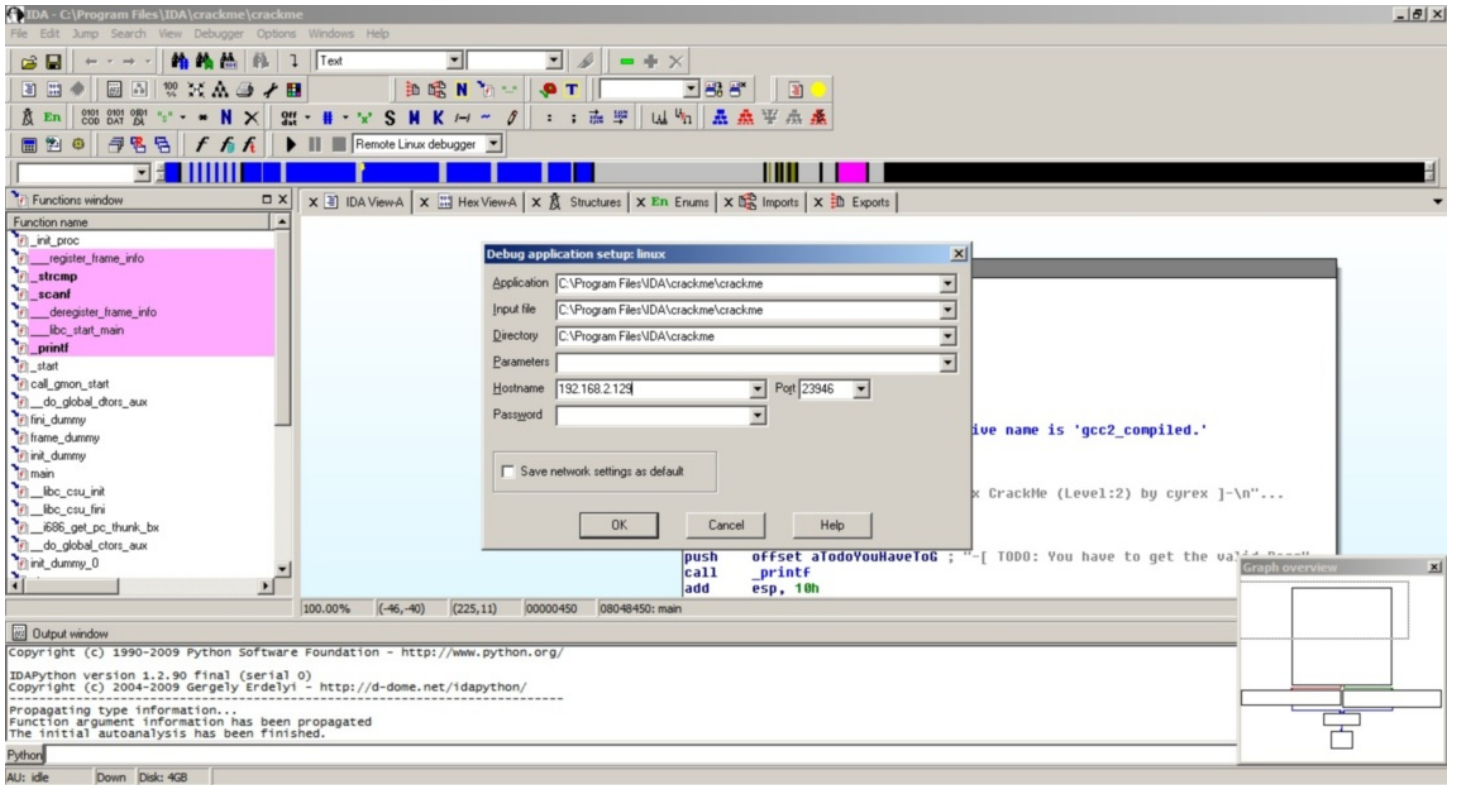 IDA - C:\Program Files\IDA\crackme\crackme
File Edit Jump Search View Debugger Options Windows Help
Text
Remote Linux debugger
Functions window
IDA View-A
Hex View-A
Structures
En Enums
Imports
Exports
Function name
_init_proc
___register_frame_info
_strcmp
_scanf
___deregister_frame_info
___libc_start_main
_printf
_start
call_gmon_start
__do_global_dtors_aux
fini_dummy
frame_dummy
init_dummy
main
__libc_csu_init
__libc_csu_fini
__i686_get_pc_thunk_bx
__do_global_ctors_aux
init_dummy_0
Debug application setup: linux
Application C:\Program Files\IDA\crackme\crackme
Input file C:\Program Files\IDA\crackme\crackme
Directory C:\Program Files\IDA\crackme
Parameters
Hostname 192.168.2.129 Port 23946
Password
Save network settings as default
OK Cancel Help
ive name is 'gcc2_compiled.'
x CrackMe (Level:2) by cyrex ]-\n"...
push offset aTodoYouHaveToG ; "-[ TODO: You have to get the
call _printf
add esp, 10h
100.00% (-46,-40) (225,11) 00000450 08048450: main
Graph overview
Output window
Copyright (c) 1990-2009 Python Software Foundation - http://www.python.org/
IDAPython version 1.2.90 final (serial 0)
Copyright (c) 2004-2009 Gergely Erdelyi - http://d-dome.net/idapython/
Propagating type information...
Function argument information has been propagated
The initial autoanalysis has been finished.
Python
AU: idle Down Disk: 4GB